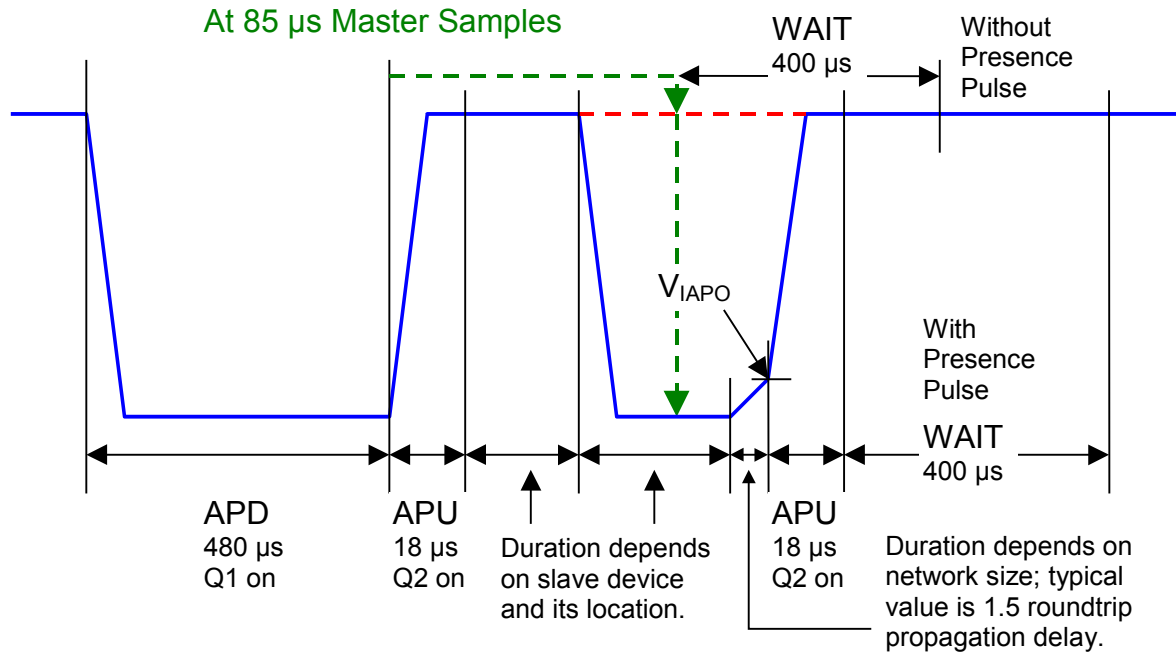 At 85 µs Master Samples
WAIT
400 µs
Without
Presence
Pulse
VIAPO
With
Presence
Pulse
WAIT
400 µs
APD
480 µs
Q1 on
APU
18 µs
Q2 on
Duration depends
on slave device
and its location.
APU
18 µs
Q2 on
Duration depends on
network size; typical
value is 1.5 roundtrip
propagation delay.